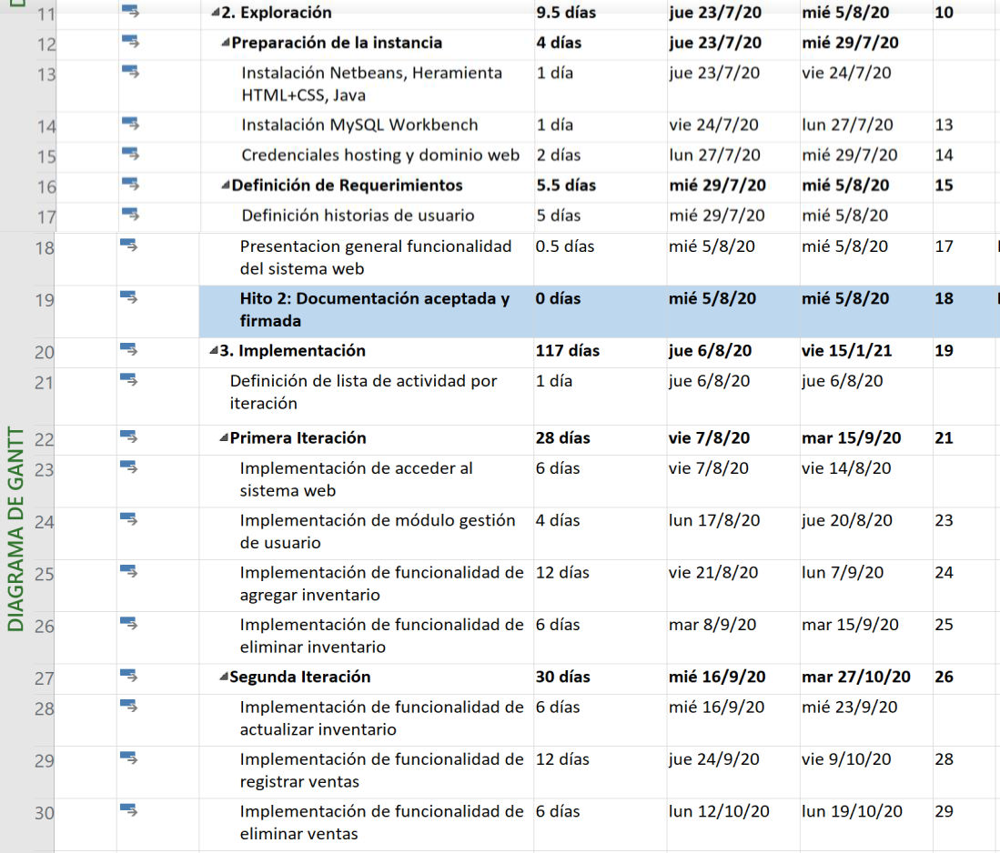 DIAGRAMA DE GANTT
11 2. Exploración 9.5 días jue 23/7/20 mié 5/8/20 10
12 Preparación de la instancia 4 días jue 23/7/20 mié 29/7/20
13 Instalación Netbeans, Heramienta 1 día jue 23/7/20 vie 24/7/20
HTML+CSS, Java
14 Instalación MySQL Workbench 1 día vie 24/7/20 lun 27/7/20 13
15 Credenciales hosting y dominio web 2 días lun 27/7/20 mié 29/7/20 14
16 Definición de Requerimientos 5.5 días mié 29/7/20 mié 5/8/20 15
17 Definición historias de usuario 5 días mié 29/7/20 mié 5/8/20
18 Presentacion general funcionalidad 0.5 días mié 5/8/20 mié 5/8/20 17
del sistema web
19 Hito 2: Documentación aceptada y 0 días mié 5/8/20 mié 5/8/20 18
firmada
20 3. Implementación 117 días jue 6/8/20 vie 15/1/21 19
21 Definición de lista de actividad por 1 día jue 6/8/20 jue 6/8/20
iteración
22 Primera Iteración 28 días vie 7/8/20 mar 15/9/20 21
23 Implementación de acceder al 6 días vie 7/8/20 vie 14/8/20
sistema web
24 Implementación de módulo gestión 4 días lun 17/8/20 jue 20/8/20 23
de usuario
25 Implementación de funcionalidad de 12 días vie 21/8/20 lun 7/9/20 24
agregar inventario
26 Implementación de funcionalidad de 6 días mar 8/9/20 mar 15/9/20 25
eliminar inventario
27 Segunda Iteración 30 días mié 16/9/20 mar 27/10/20 26
28 Implementación de funcionalidad de 6 días mié 16/9/20 mié 23/9/20
actualizar inventario
29 Implementación de funcionalidad de 12 días jue 24/9/20 vie 9/10/20 28
registrar ventas
30 Implementación de funcionalidad de 6 días lun 12/10/20 lun 19/10/20 29
eliminar ventas